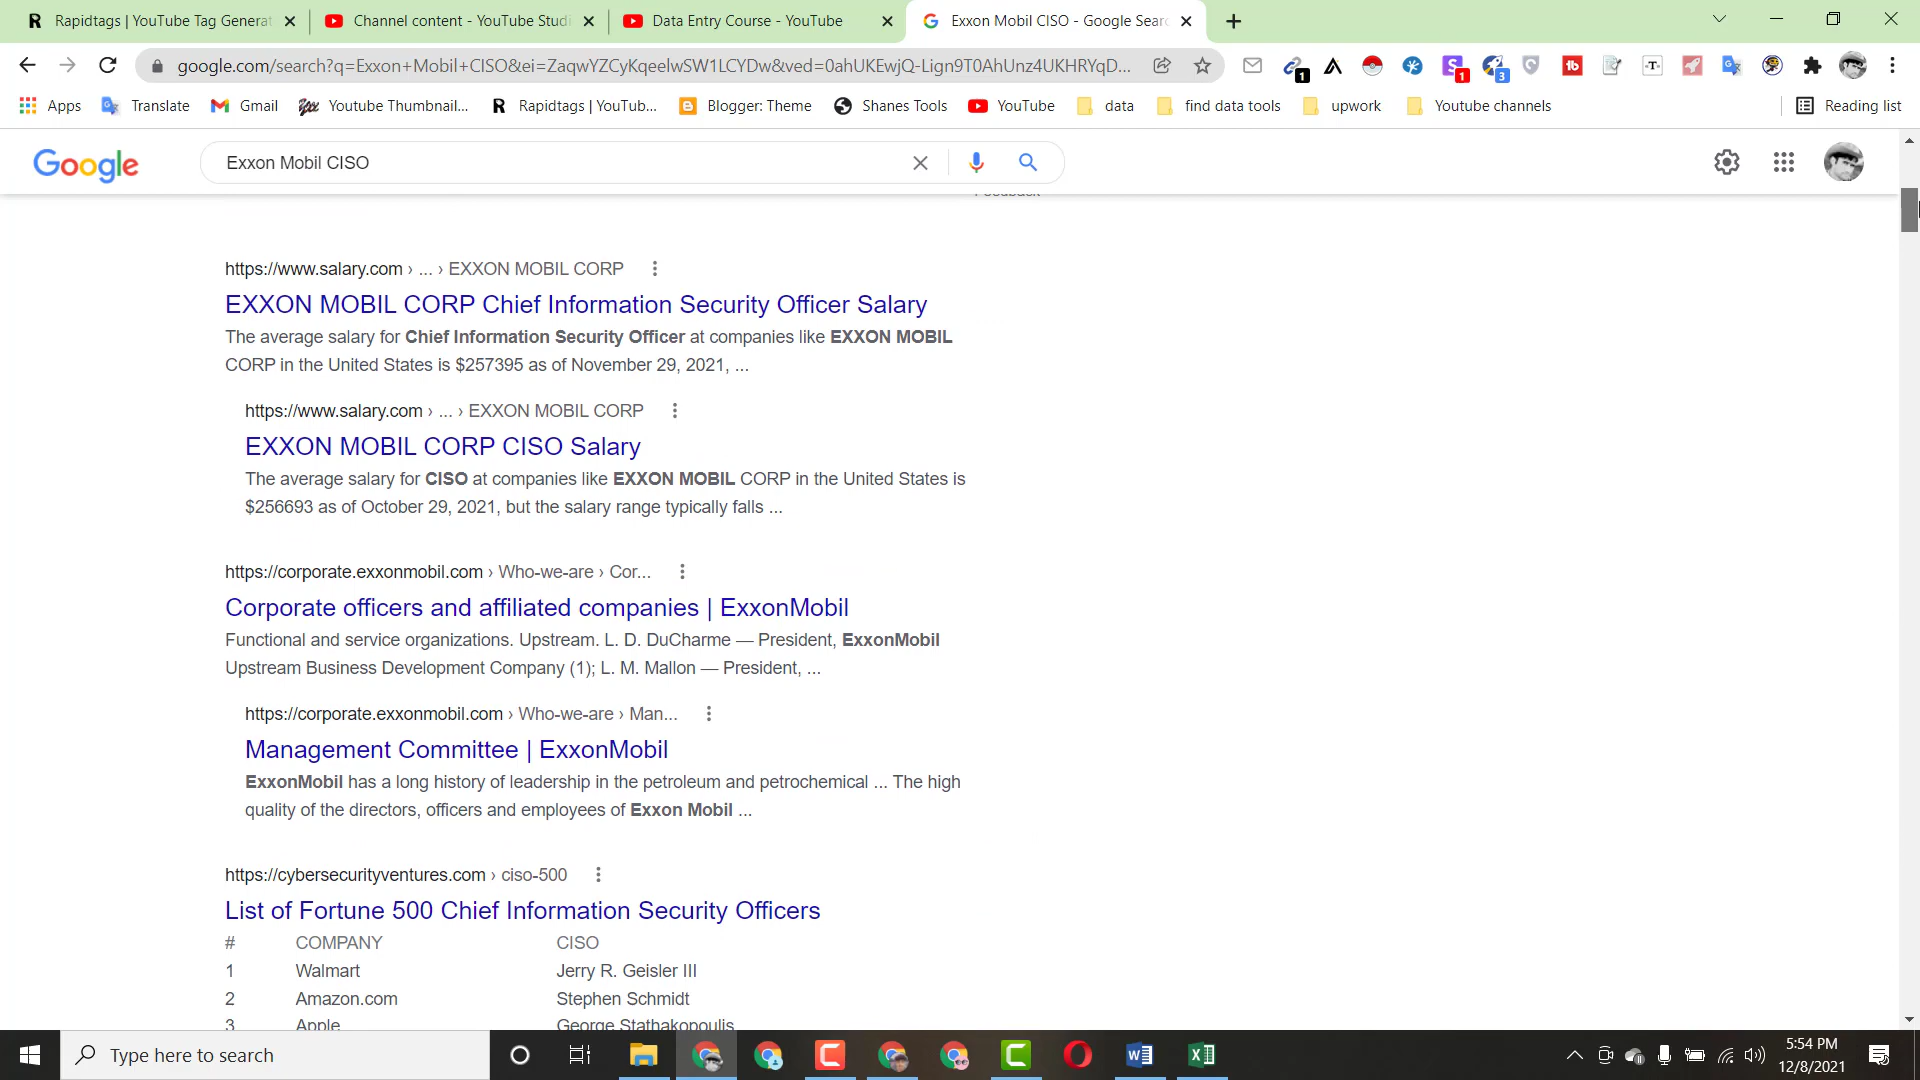 Rapidtags | YouTube Tag Generat
Channel content - YouTube Studi
Data Entry Course - YouTube
Exxon Mobil CISO - Google Searc
google.com/search?q=Exxon+Mobil+CISO&ei=ZaqwYZCyKqeelwSW1LCYDw&ved=0ahUKEwjQ-Lign9T0AhUnz4UKHRYqD...
1
1
3
tb
-T-
Apps
Translate
Gmail
Youtube Thumbnail...
R
Rapidtags | YouTub...
Blogger: Theme
Shanes Tools
YouTube
data
find data tools
upwork
Youtube channels
Reading list
Google
Exxon Mobil CISO
https://www.salary.com › ... › EXXON MOBIL CORP
EXXON MOBIL CORP Chief Information Security Officer Salary
The average salary for Chief Information Security Officer at companies like EXXON MOBIL
CORP in the United States is $257395 as of November 29, 2021, ...
https://www.salary.com › ... › EXXON MOBIL CORP
EXXON MOBIL CORP CISO Salary
The average salary for CISO at companies like EXXON MOBIL CORP in the United States is
$256693 as of October 29, 2021, but the salary range typically falls ...
https://corporate.exxonmobil.com › Who-we-are › Cor...
Corporate officers and affiliated companies | ExxonMobil
Functional and service organizations. Upstream. L. D. DuCharme — President, ExxonMobil
Upstream Business Development Company (1); L. M. Mallon — President, ...
https://corporate.exxonmobil.com › Who-we-are › Man...
Management Committee | ExxonMobil
ExxonMobil has a long history of leadership in the petroleum and petrochemical ... The high
quality of the directors, officers and employees of Exxon Mobil ...
https://cybersecurityventures.com › ciso-500
List of Fortune 500 Chief Information Security Officers
# COMPANY CISO
1 Walmart Jerry R. Geisler III
2 Amazon.com Stephen Schmidt
3 Apple George Stathakopoulis
Type here to search
5:54 PM
12/8/2021